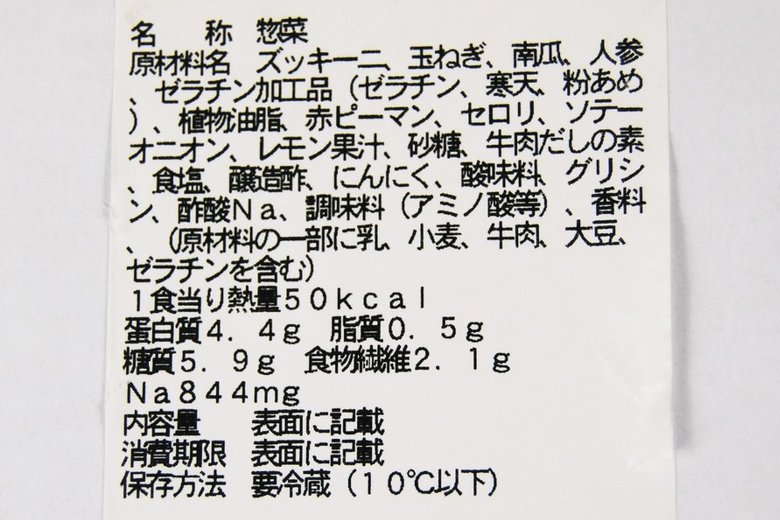 名　称　惣菜
原材料名　ズッキーニ、玉ねぎ、南瓜、人参
、ゼラチン加工品（ゼラチン、寒天、粉あめ
）、植物油脂、赤ピーマン、セロリ、ソテー
オニオン、レモン果汁、砂糖、牛肉だしの素
、食塩、醸造酢、にんにく、酸味料、グリシ
ン、酢酸Ｎａ、調味料（アミノ酸等）、香料
、（原材料の一部に乳、小麦、牛肉、大豆、
ゼラチンを含む）
１食当り熱量５０ｋｃａｌ
蛋白質４．４ｇ　脂質０．５ｇ
糖質５．９ｇ　食物繊維２．１ｇ
Ｎａ８４４ｍｇ
内容量　表面に記載
消費期限　表面に記載
保存方法　要冷蔵（１０℃以下）